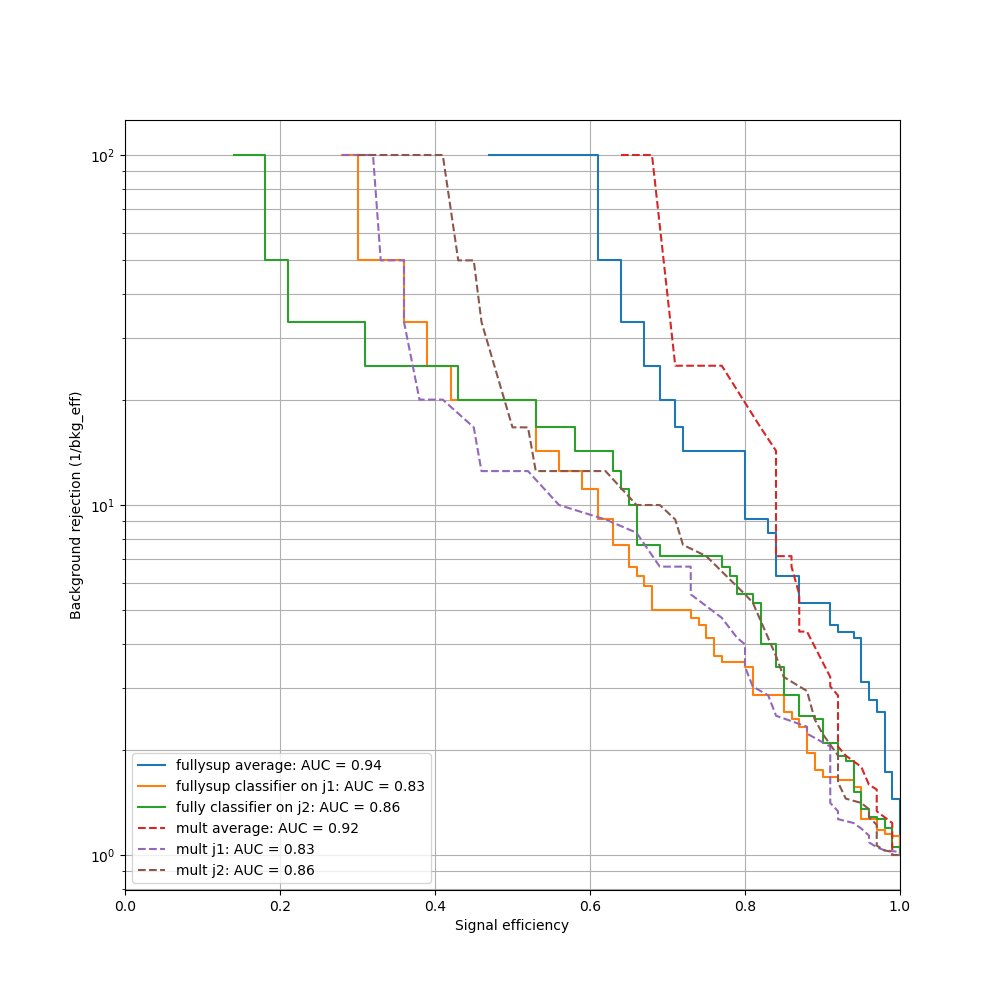 10²
10¹
10⁰
Background rejection (1/bkg_eff)
fullysup average: AUC = 0.94
fullysup classifier on j1: AUC = 0.83
fully classifier on j2: AUC = 0.86
mult average: AUC = 0.92
mult j1: AUC = 0.83
mult j2: AUC = 0.86
0.0 0.2 0.4 0.6 0.8 1.0
Signal efficiency